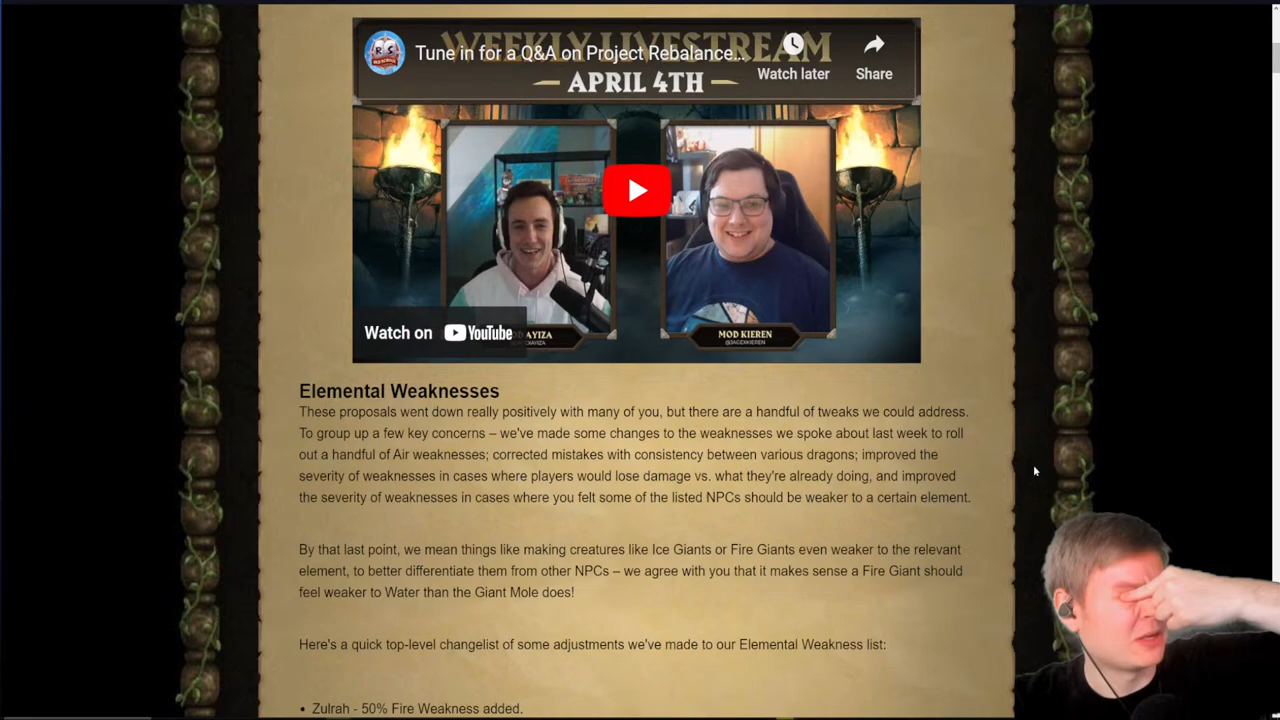 WEEKLY LIVESTREAM
Tune in for a Q&A on Project Rebalance...
Watch later
Share
APRIL 4TH
Watch on YouTube
AYIZA
MOD KIEREN
@JAGEXKIEREN
Elemental Weaknesses
These proposals went down really positively with many of you, but there are a handful of tweaks we could address.
To group up a few key concerns – we've made some changes to the weaknesses we spoke about last week to roll
out a handful of Air weaknesses; corrected mistakes with consistency between various dragons; improved the
severity of weaknesses in cases where players would lose damage vs. what they're already doing, and improved
the severity of weaknesses in cases where you felt some of the listed NPCs should be weaker to a certain element.
By that last point, we mean things like making creatures like Ice Giants or Fire Giants even weaker to the relevant
element, to better differentiate them from other NPCs – we agree with you that it makes sense a Fire Giant should
feel weaker to Water than the Giant Mole does!
Here's a quick top-level changelist of some adjustments we've made to our Elemental Weakness list:
• Zulrah - 50% Fire Weakness added.